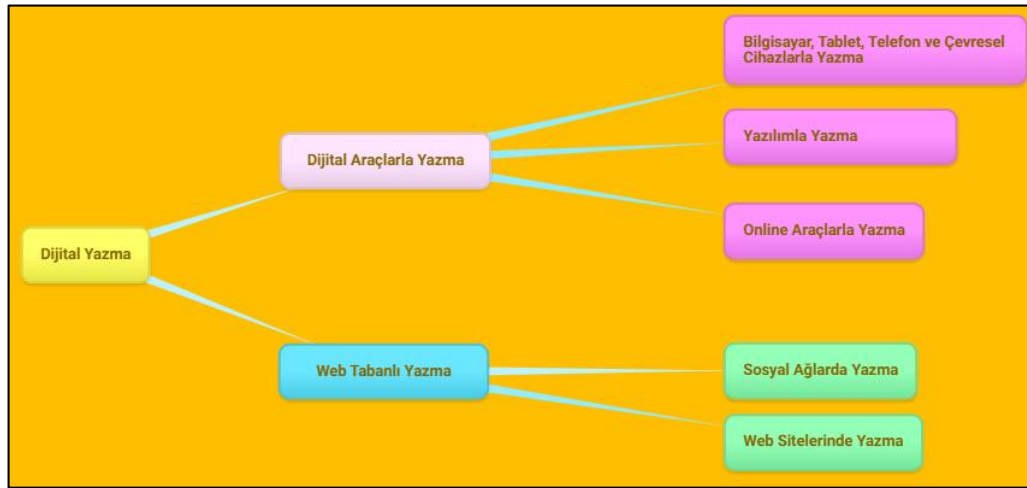 Dijital Yazma
Dijital Araçlarla Yazma
Bilgisayar, Tablet, Telefon ve Çevresel
Cihazlarla Yazma
Yazılımla Yazma
Online Araçlarla Yazma
Web Tabanlı Yazma
Sosyal Ağlarda Yazma
Web Sitelerinde Yazma